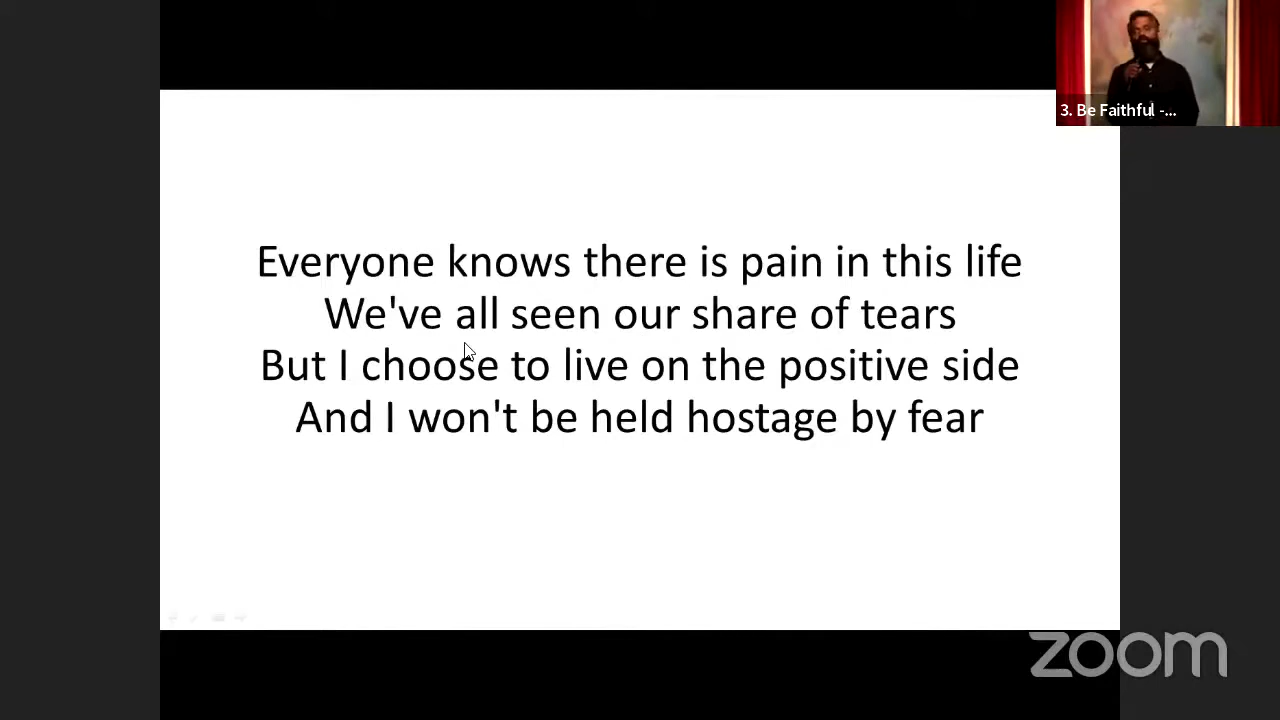 3. Be Faithful -...
Everyone knows there is pain in this life
We've all seen our share of tears
But I choose to live on the positive side
And I won't be held hostage by fear
zoom